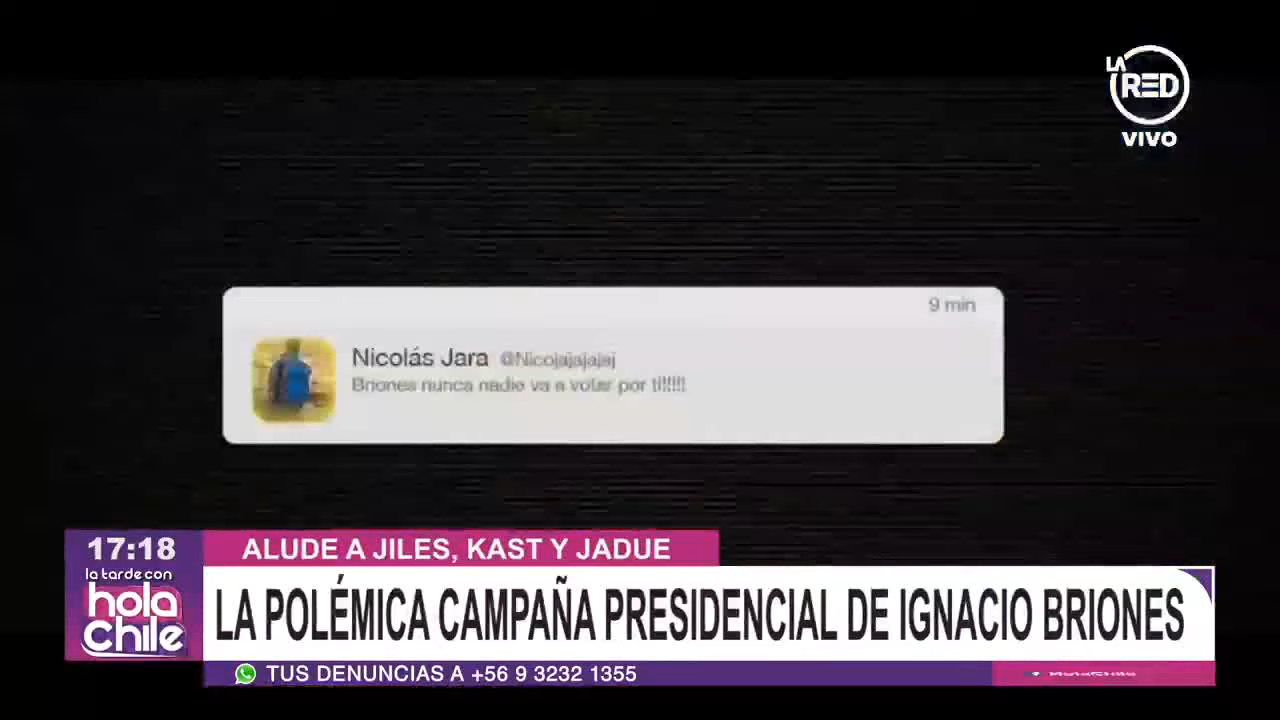 LA
RED
VIVO
9 min
Nicolás Jara @Nicojajajajaj
Briones nunca nadie va a votar por ti!!!!!
17:18
ALUDE A JILES, KAST Y JADUE
la tarde con
hola
Chile
LA POLÉMICA CAMPAÑA PRESIDENCIAL DE IGNACIO BRIONES
TUS DENUNCIAS A +56 9 3232 1355